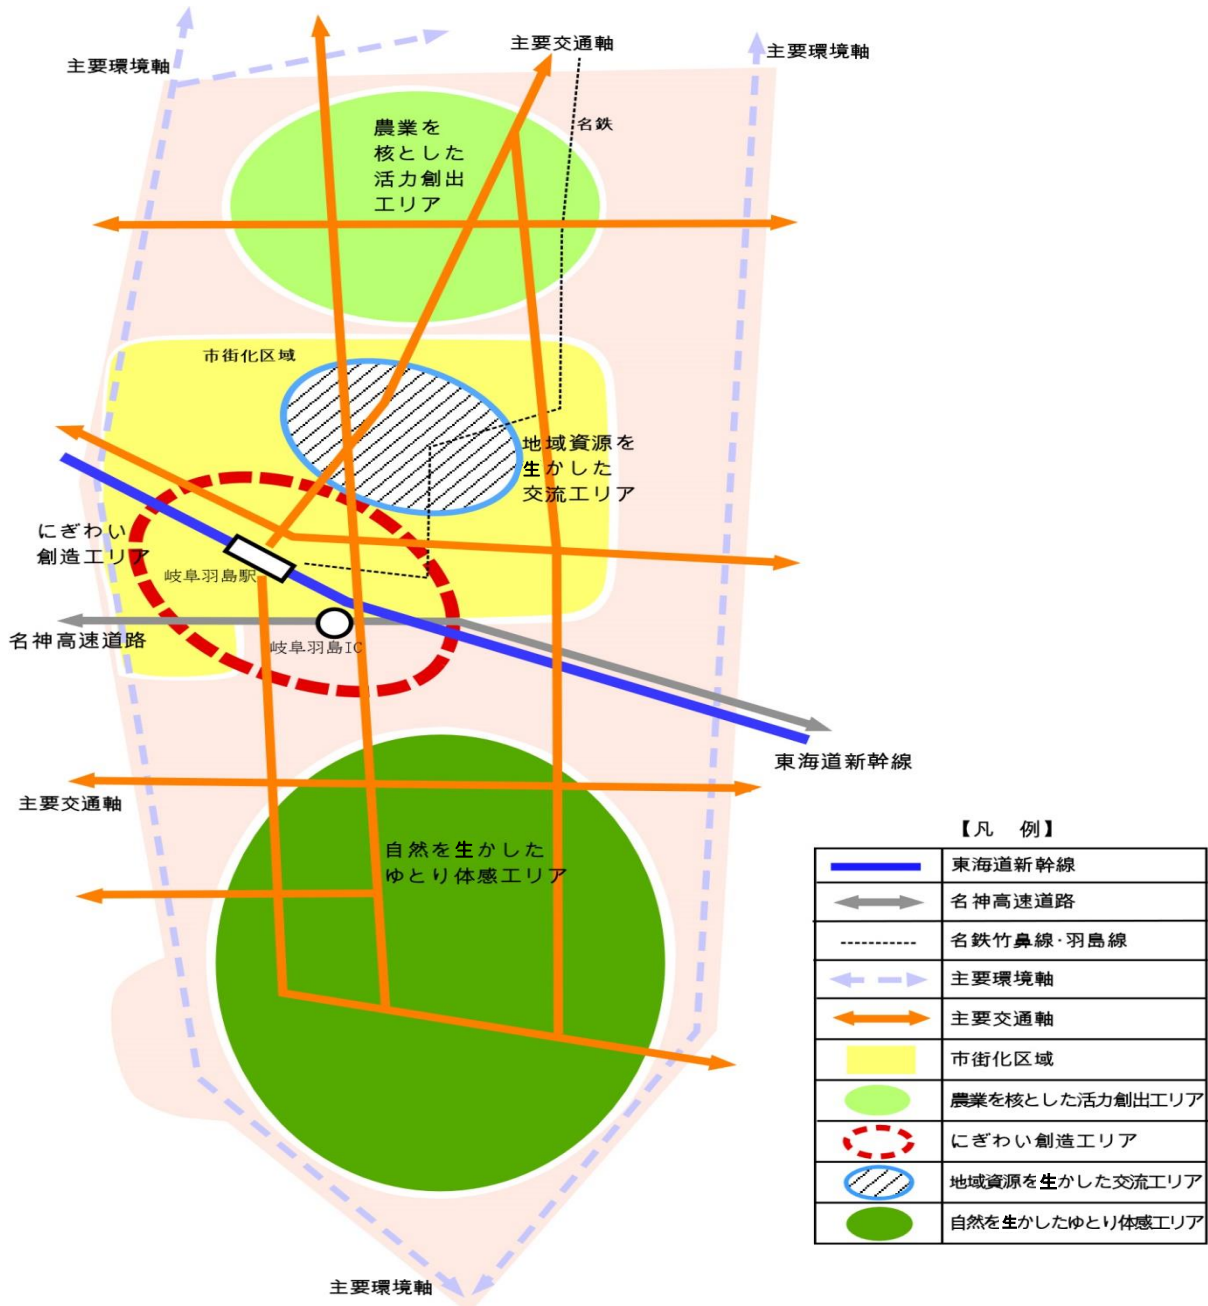 主要交通軸
主要環境軸
主要環境軸
名鉄
農業を
核とした
活力創出
エリア
市街化区域
地域資源を
生かした
交流エリア
にぎわい
創造エリア
岐阜羽島駅
名神高速道路
岐阜羽島IC
東海道新幹線
主要交通軸
自然を生かした
ゆとり体感エリア
主要環境軸
【凡 例】
東海道新幹線
名神高速道路
名鉄竹鼻線・羽島線
主要環境軸
主要交通軸
市街化区域
農業を核とした活力創出エリア
にぎわい創造エリア
地域資源を生かした交流エリア
自然を生かしたゆとり体感エリア